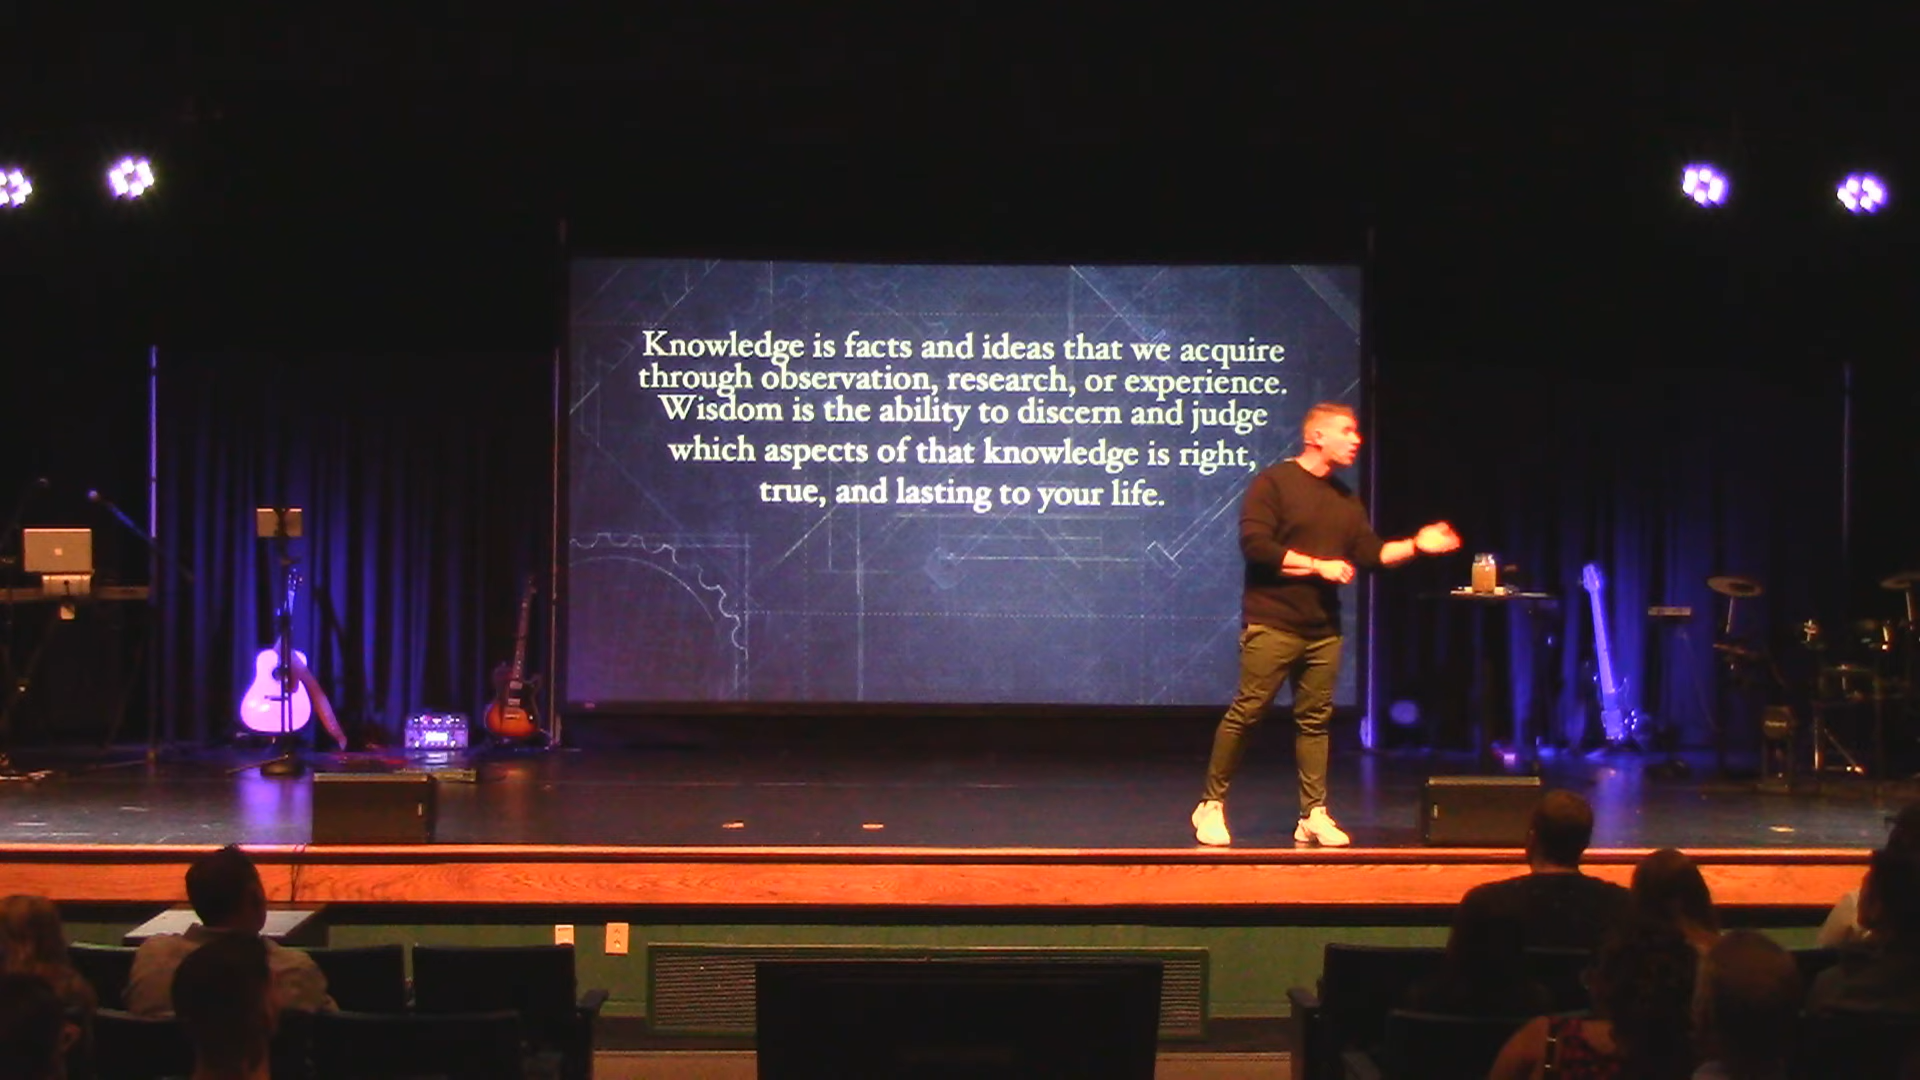 Knowledge is facts and ideas that we acquire
through observation, research, or experience.
Wisdom is the ability to discern and judge
which aspects of that knowledge is right,
true, and lasting to your life.